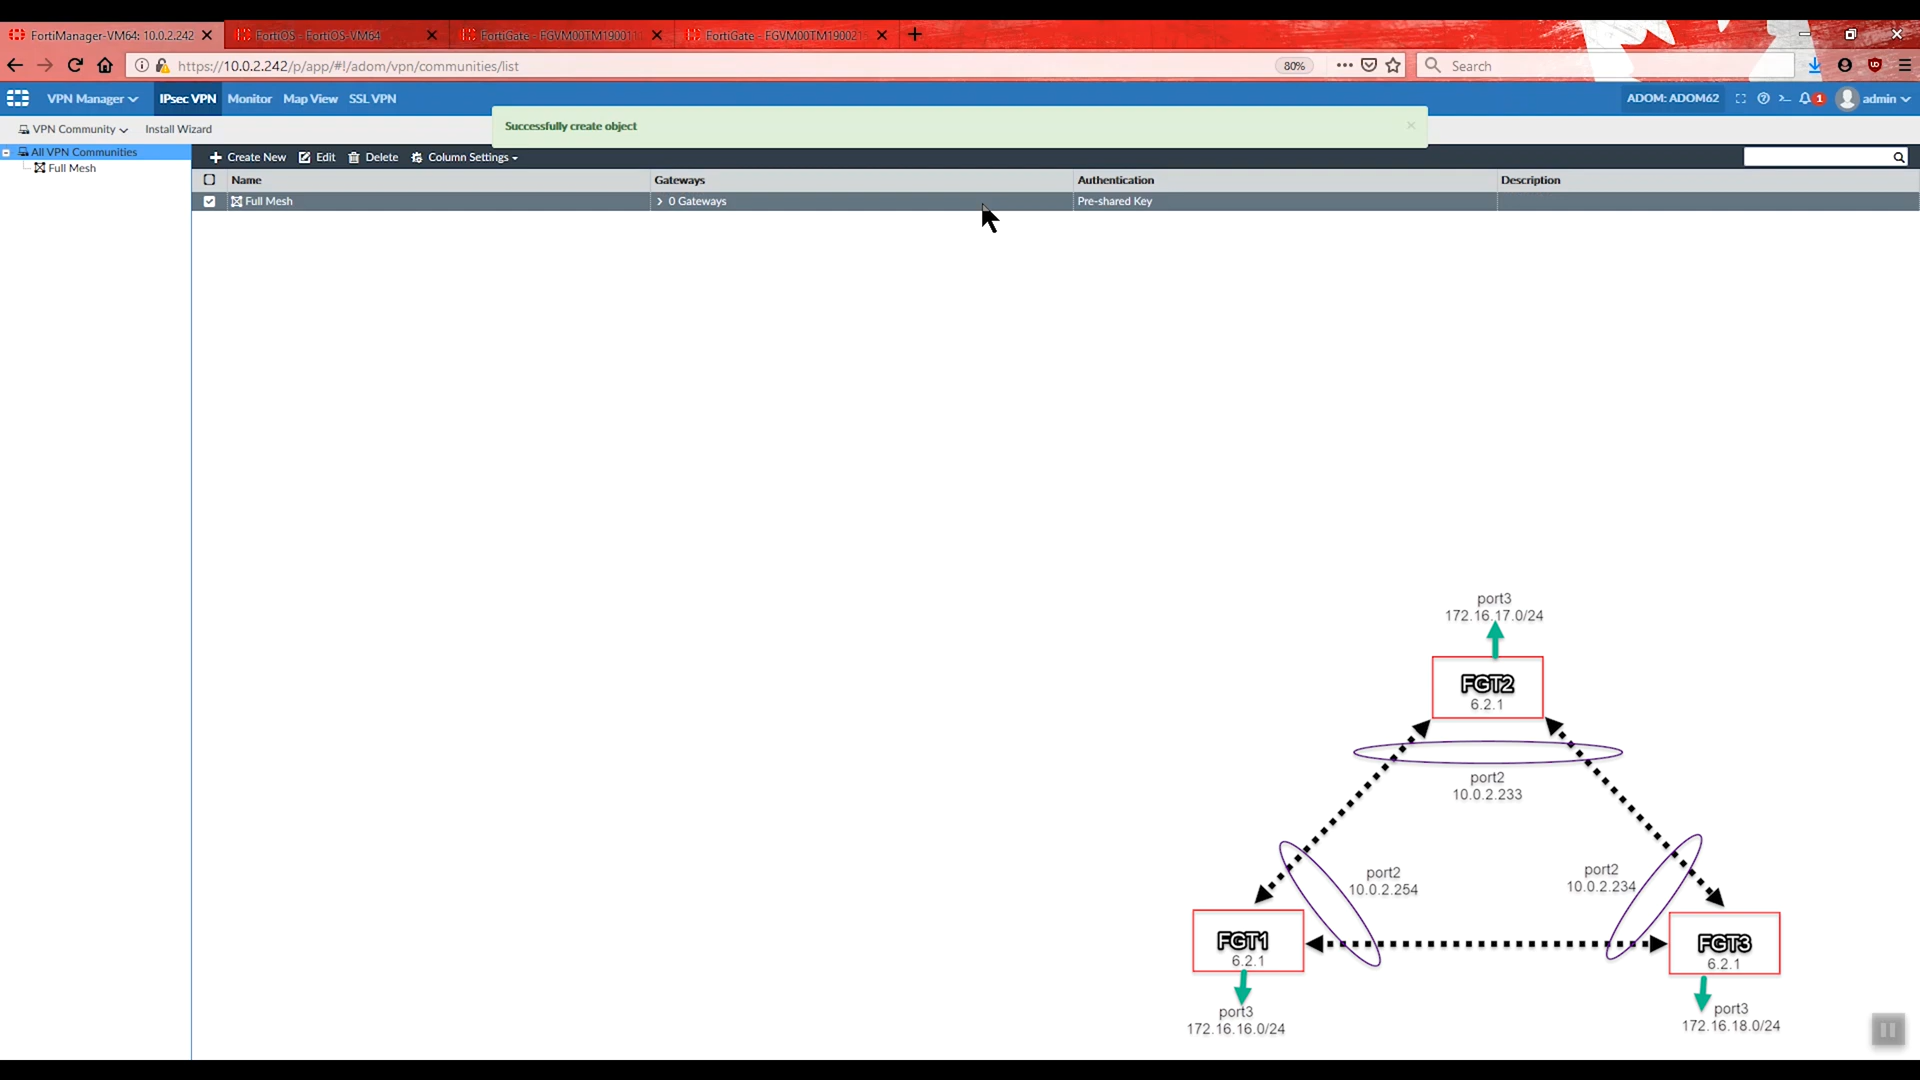 FortiManager-VM64: 10.0.2.242
FortiOS - FortiOS-VM64
FortiGate - FGVM00TM190011
FortiGate - FGVM00TM190021
https://10.0.2.242/p/app/#!/adom/vpn/communities/list
80%
Search
VPN Manager
IPsec VPN
Monitor
Map View
SSL VPN
ADOM: ADOM62
1
admin
VPN Community
Install Wizard
Successfully create object
All VPN Communities
Full Mesh
Create New
Edit
Delete
Column Settings
Name
Gateways
Authentication
Description
Full Mesh
0 Gateways
Pre-shared Key
port3
172.16.17.0/24
FGT2
6.2.1
port2
10.0.2.233
port2
10.0.2.254
port2
10.0.2.234
FGT1
6.2.1
FGT3
6.2.1
port3
172.16.16.0/24
port3
172.16.18.0/24